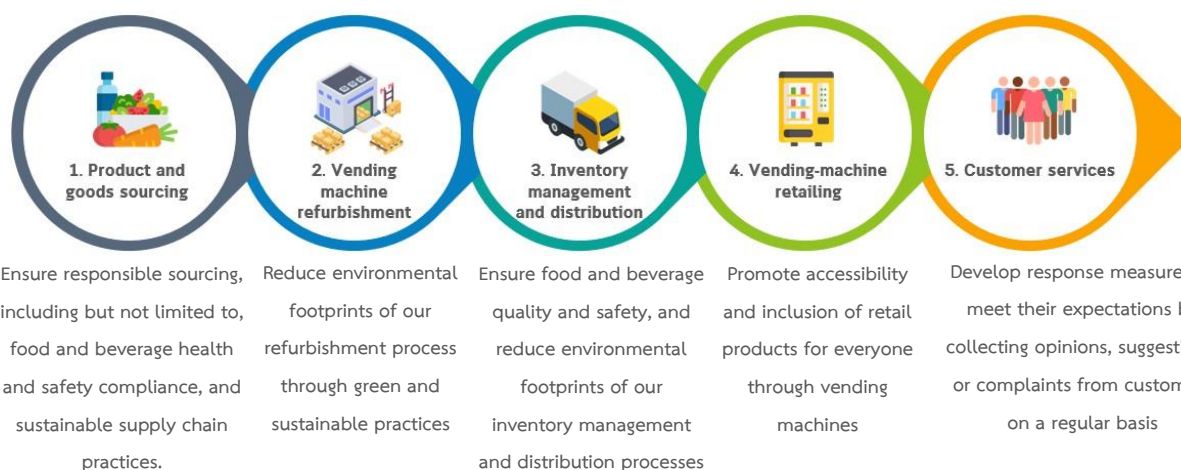 1. Product and
goods sourcing
2. Vending
machine
refurbishment
3. Inventory
management
and distribution
4. Vending-machine
retailing
5. Customer services
Ensure responsible sourcing,
including but not limited to,
food and beverage health
and safety compliance, and
sustainable supply chain
practices.
Reduce environmental
footprints of our
refurbishment process
through green and
sustainable practices
Ensure food and beverage
quality and safety, and
reduce environmental
footprints of our
inventory management
and distribution processes
Promote accessibility
and inclusion of retail
products for everyone
through vending
machines
Develop response
meet their expectations
collecting opinions,
or complaints from
on a regular basis